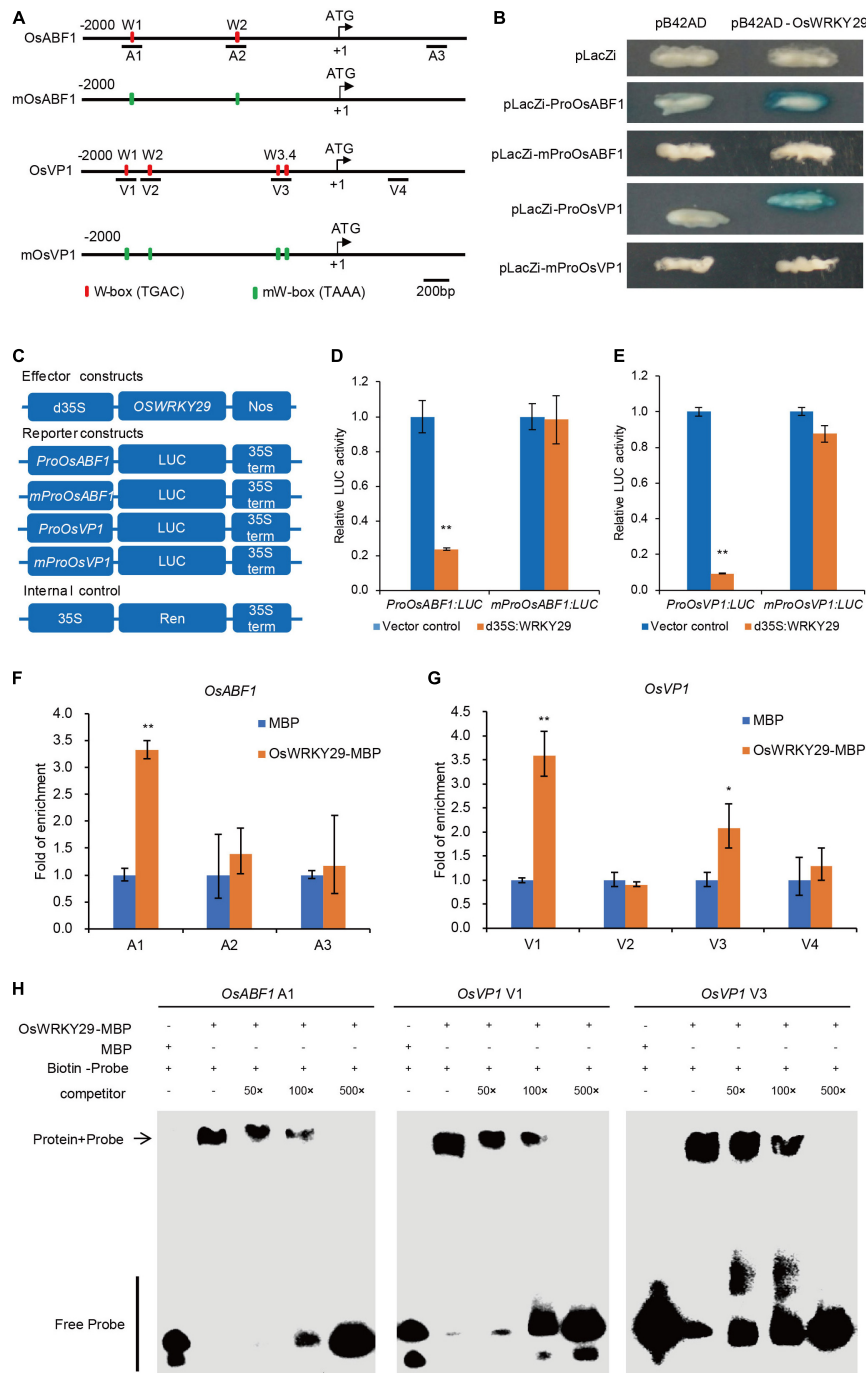 A
-2000 W1 W2 ATG
OsABF1
A1 A2 +1 A3
-2000 ATG
mOsABF1
+1
-2000 W1 W2 W3.4 ATG
OsVP1
V1 V2 V3 +1 V4
-2000 ATG
mOsVP1
+1
W-box (TGAC) mW-box (TAAA) 200bp
B
pB42AD pB42AD-OsWRKY29
pLacZi
pLacZi-ProOsABF1
pLacZi-mProOsABF1
pLacZi-ProOsVP1
pLacZi-mProOsVP1
C
Effector constructs
d35S OSWRKY29 Nos
Reporter constructs
ProOsABF1 LUC 35S term
mProOsABF1 LUC 35S term
ProOsVP1 LUC 35S term
mProOsVP1 LUC 35S term
Internal control
35S Ren 35S term
D
Relative LUC activity
1.2
1.0
0.8
0.6
0.4
0.2
0.0
**
ProOsABF1:LUC mProOsABF1:LUC
Vector control d35S:WRKY29
E
Relative LUC activity
1.2
1.0
0.8
0.6
0.4
0.2
0.0
**
ProOsVP1:LUC mProOsVP1:LUC
Vector control d35S:WRKY29
F
OsABF1
Fold of enrichment
4.0
3.5
3.0
2.5
2.0
1.5
1.0
0.5
0.0
**
MBP
OsWRKY29-MBP
A1 A2 A3
G
OsVP1
Fold of enrichment
4.5
4.0
3.5
3.0
2.5
2.0
1.5
1.0
0.5
0.0
**
*
MBP
OsWRKY29-MBP
V1 V2 V3 V4
H
OsABF1 A1 OsVP1 V1 OsVP1 V3
OsWRKY29-MBP - + + + + - + + + + - + + + +
MBP + - - - - + - - - - + - - - -
Biotin -Probe + + + + + + + + + + + + + + +
competitor - - 50× 100× 500× - - 50× 100× 500× - - 50× 100× 500×
Protein+Probe
Free Probe